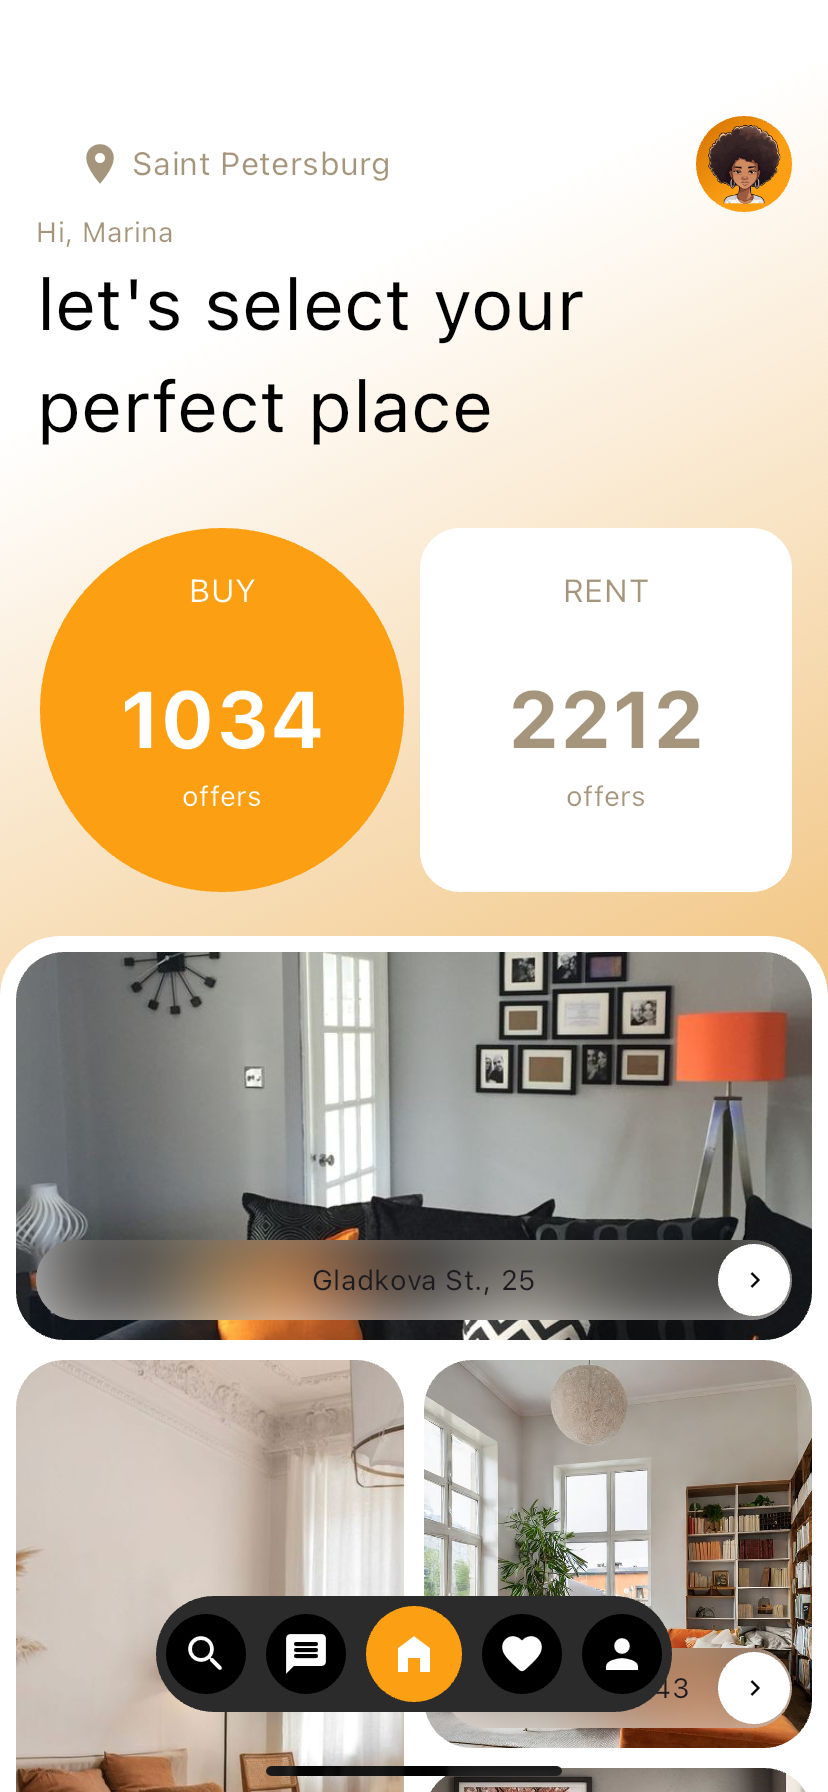 Saint Petersburg
Hi, Marina
let's select your
perfect place
BUY
RENT
1034
2212
offers
offers
Gladkova St., 25
43